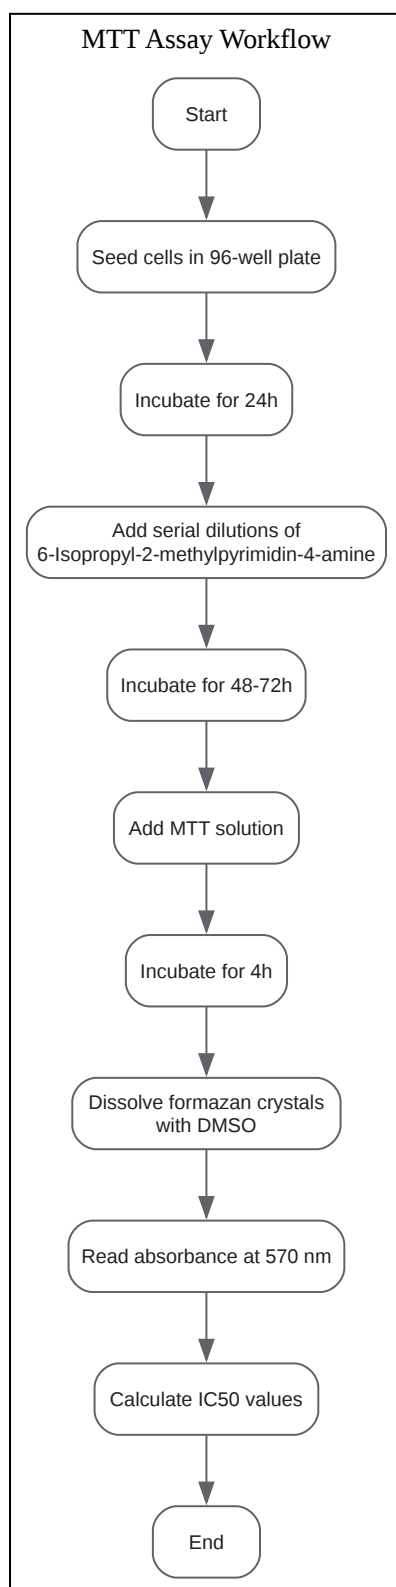 MTT Assay Workflow
Start
Seed cells in 96-well plate
Incubate for 24h
Add serial dilutions of
6-Isopropyl-2-methylpyrimidin-4-amine
Incubate for 48-72h
Add MTT solution
Incubate for 4h
Dissolve formazan crystals
with DMSO
Read absorbance at 570 nm
Calculate IC50 values
End